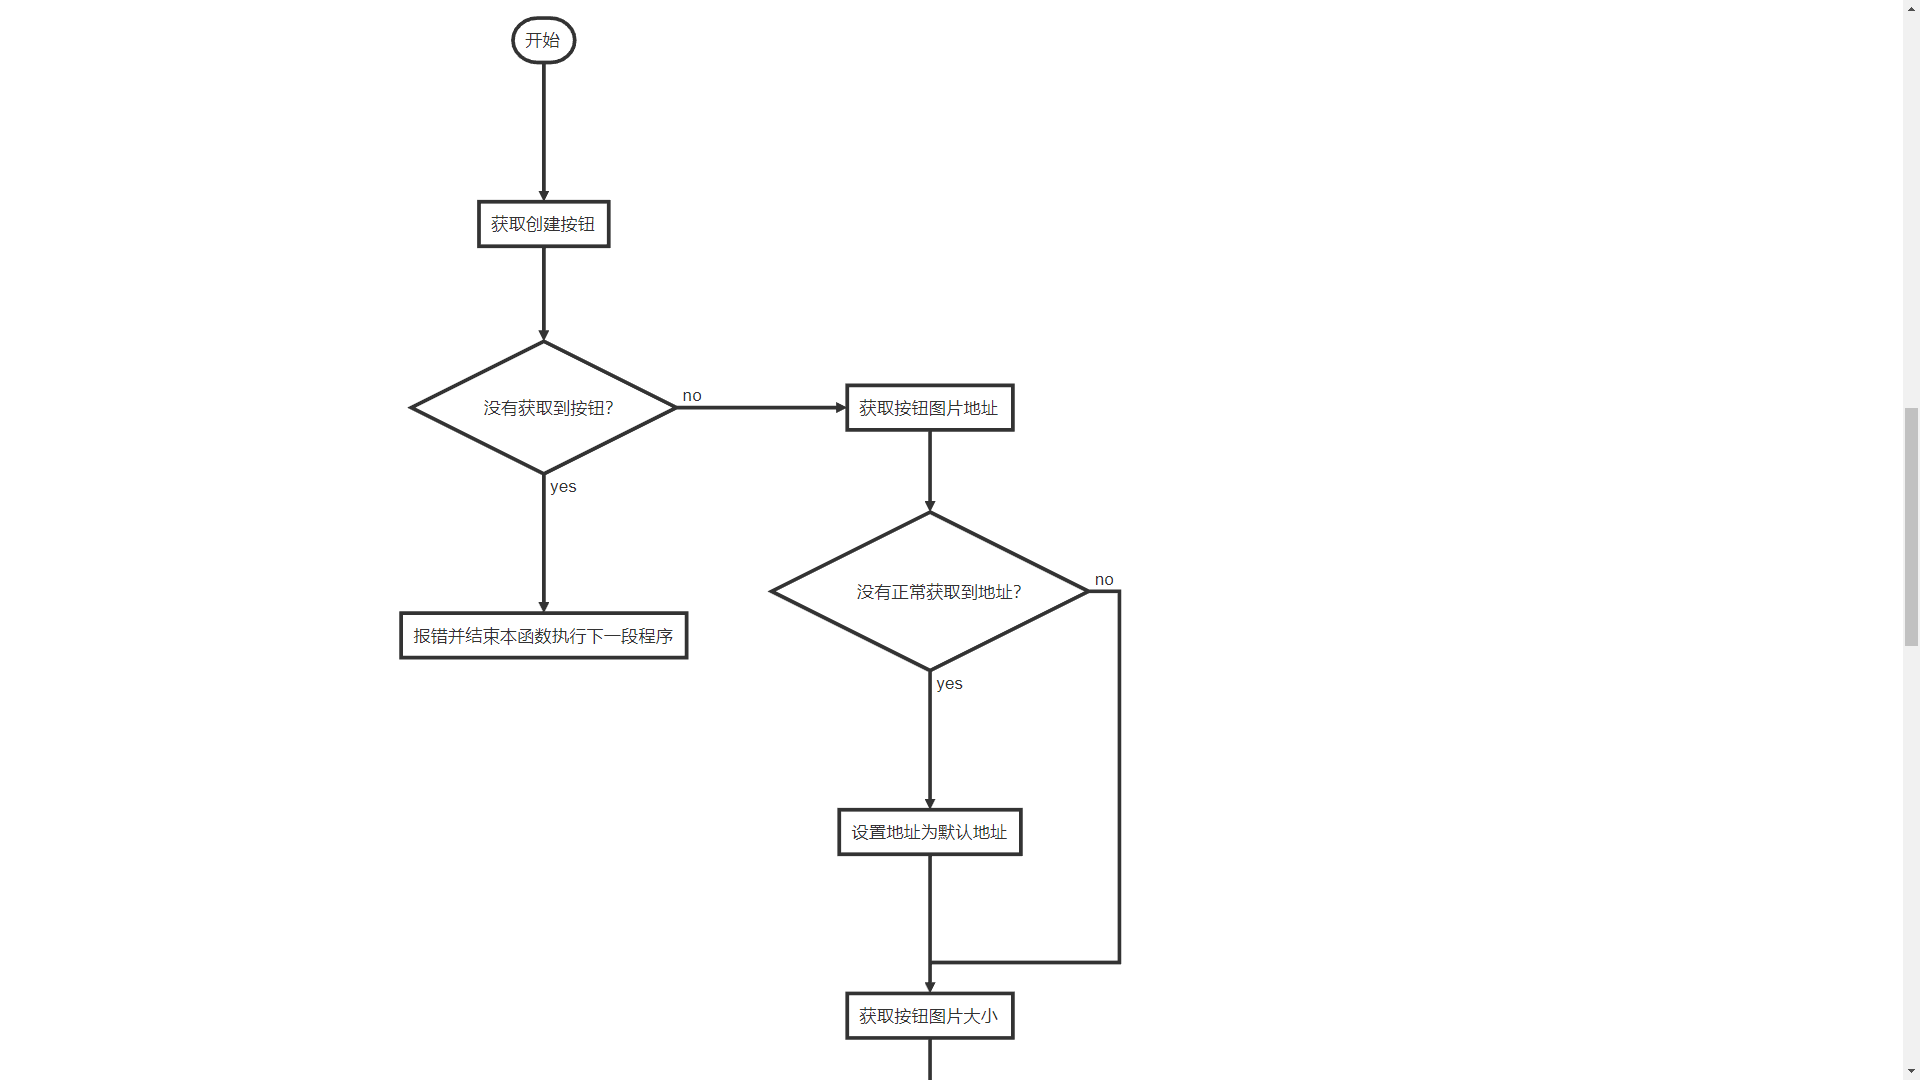 开始
获取创建按钮
没有获取到按钮?
no
获取按钮图片地址
yes
没有正常获取到地址?
no
报错并结束本函数执行下一段程序
yes
设置地址为默认地址
获取按钮图片大小